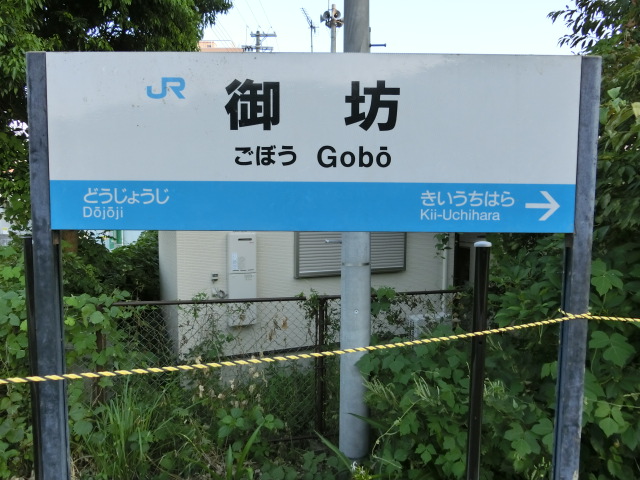 JR
御坊
ごぼう Gobō
どうじょうじ
Dōjōji
きいうちはら
Kii-Uchihara